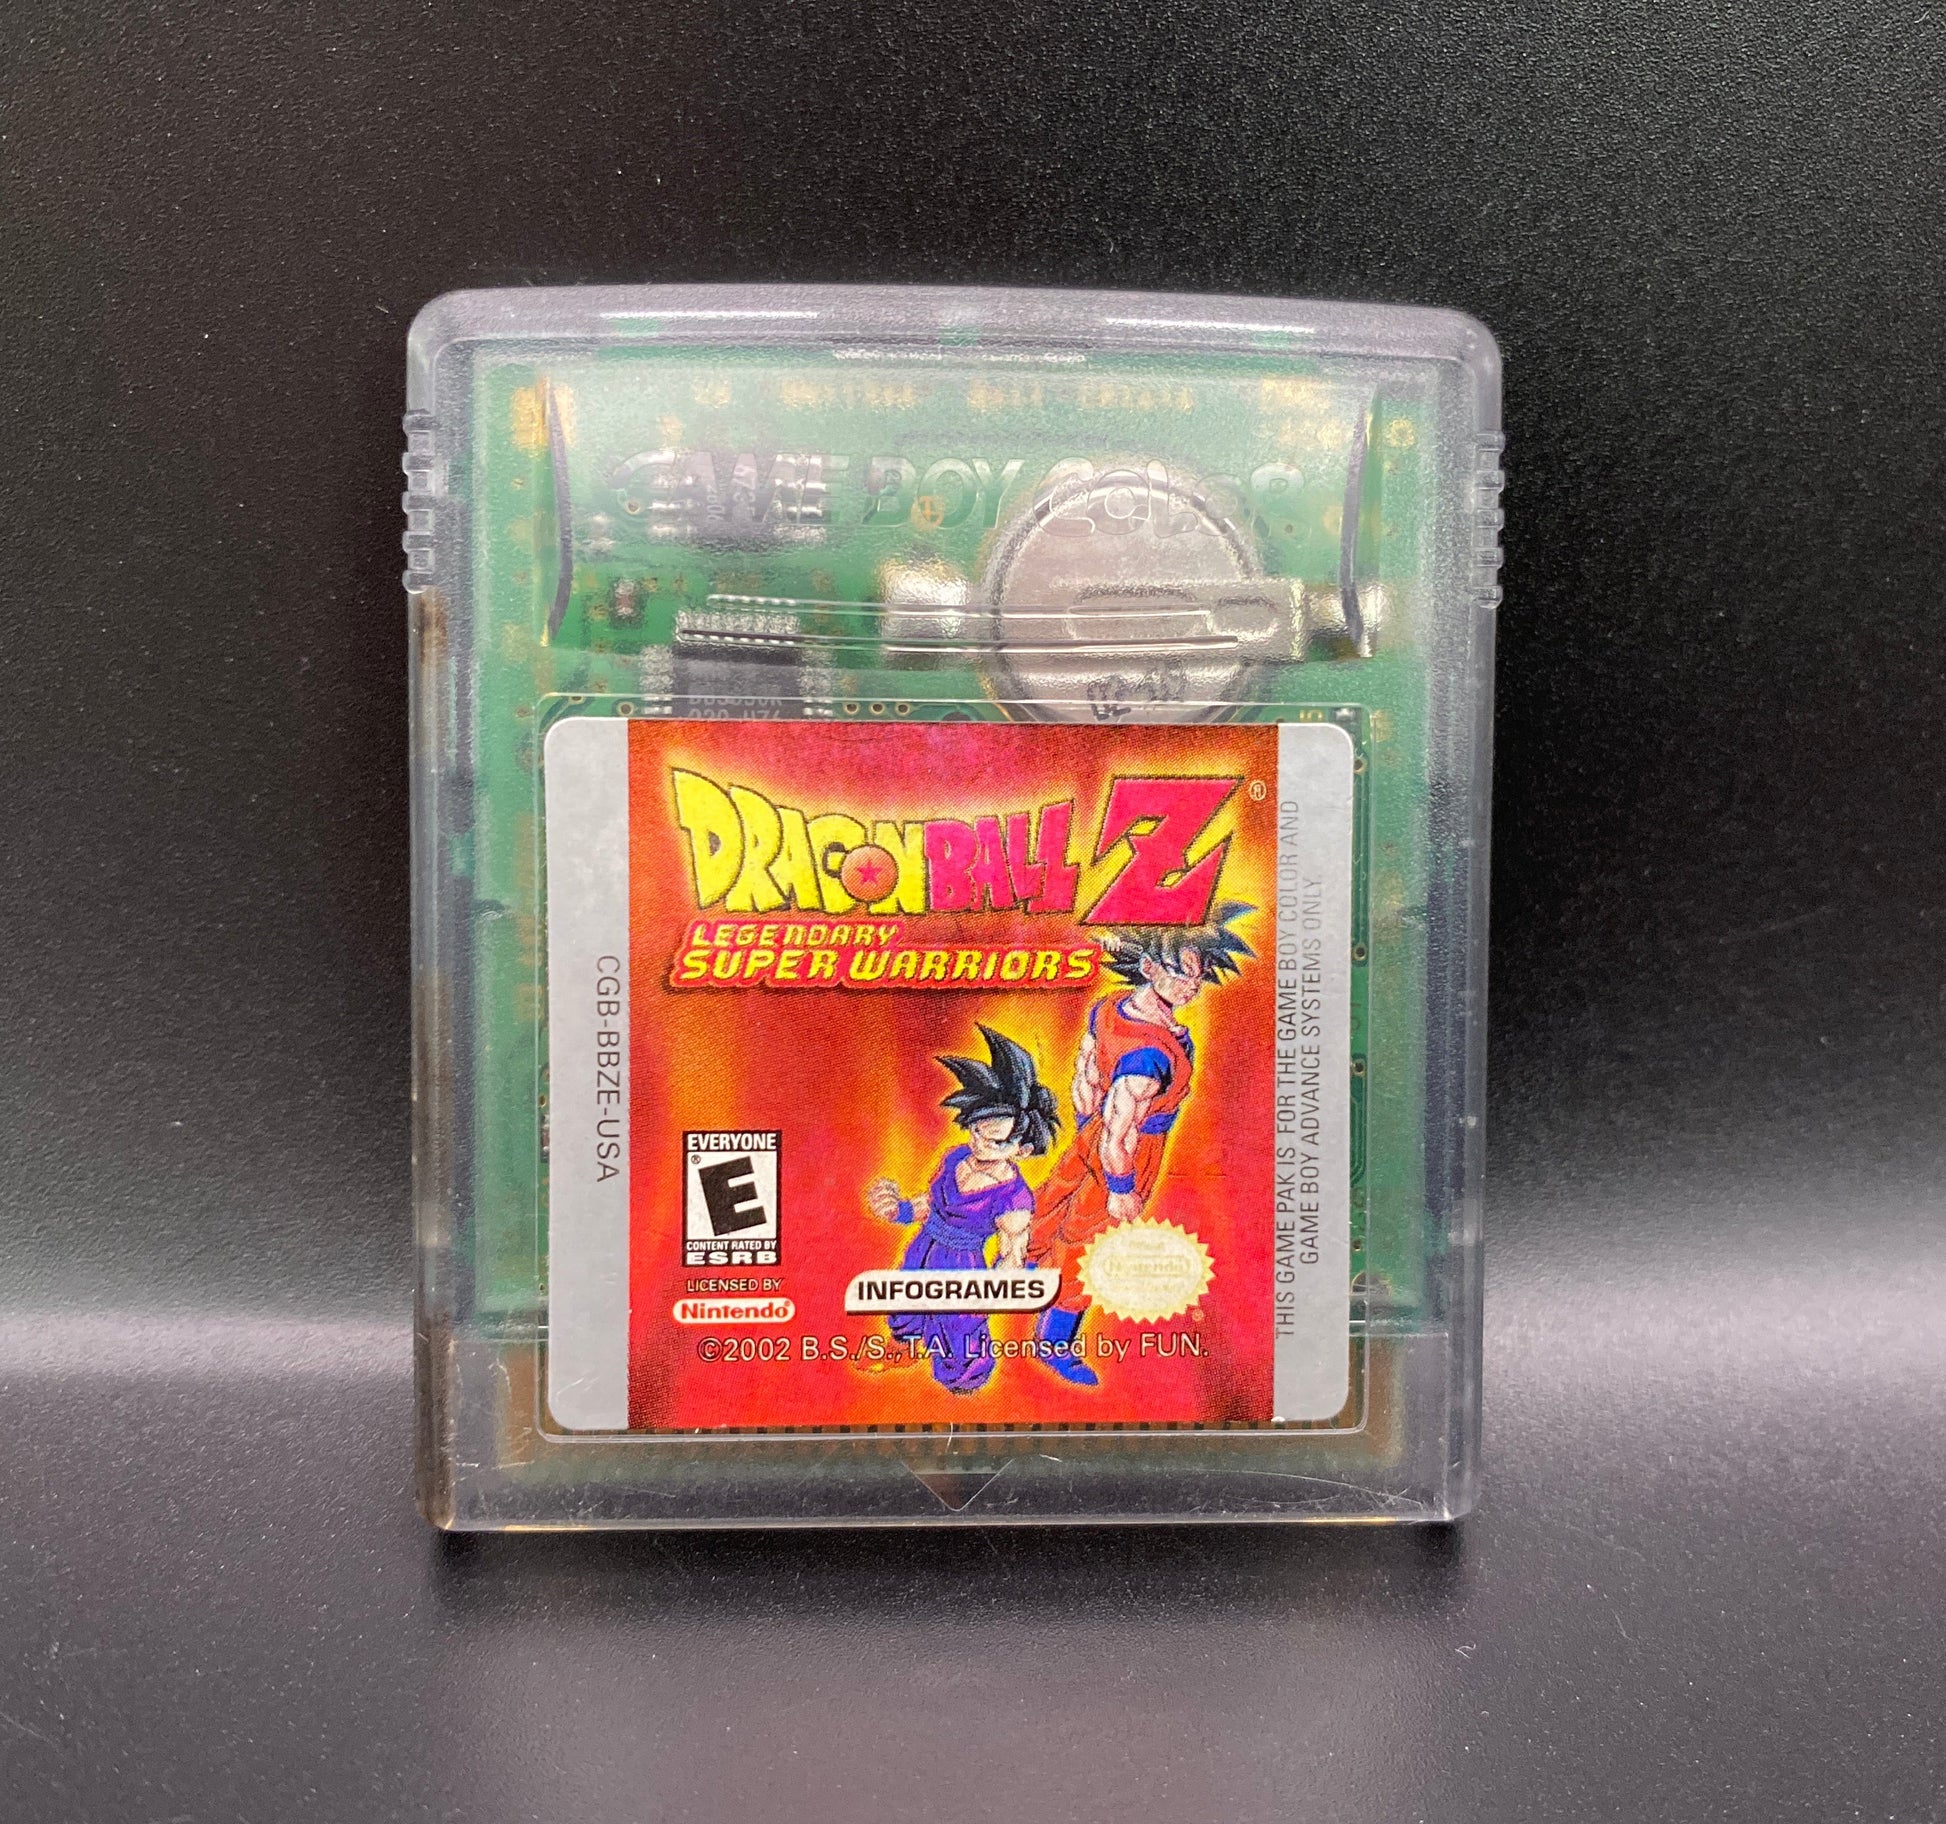 GAME BOY COLOR
DRAGON BALL Z®
LEGENDARY
SUPER WARRIORS
CGB-BBZE-USA
THIS GAME PAK IS FOR THE GAME BOY COLOR AND
GAME BOY ADVANCE SYSTEMS ONLY.
EVERYONE
E®
CONTENT RATED BY
ESRB
LICENSED BY
Nintendo®
INFOGRAMES
Nintendo
®
©2002 B.S./S.,T.A. Licensed by FUN.